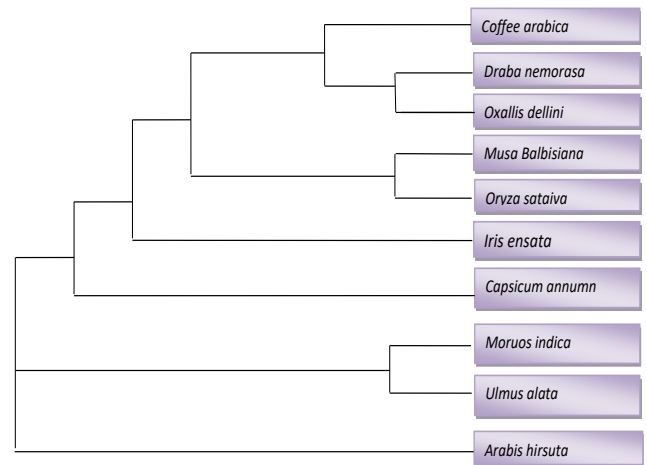 Coffee arabica
Draba nemorasa
Oxallis dellini
Musa Balbisiana
Oryza sataiva
Iris ensata
Capsicum annumn
Moruos indica
Ulmus alata
Arabis hirsuta